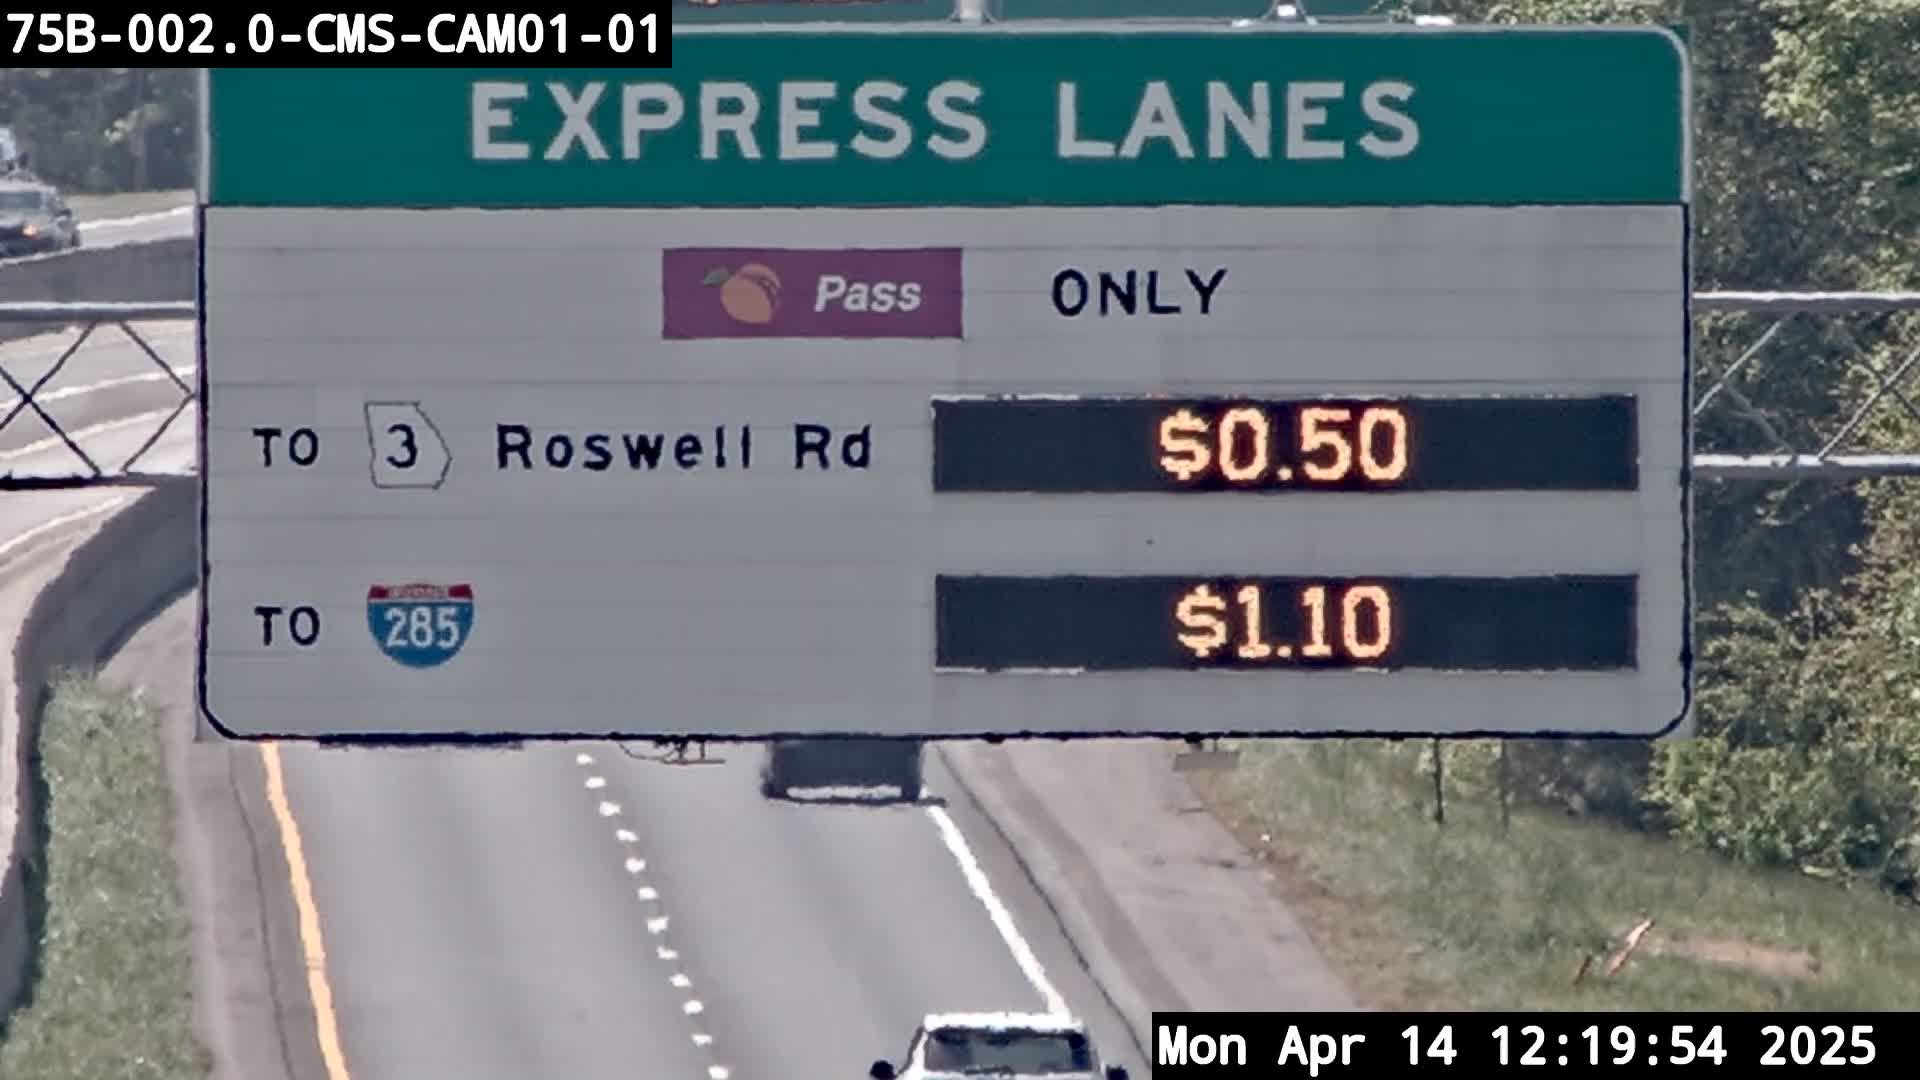 75B-002.0-CMS-CAM01-01
EXPRESS LANES
Pass ONLY
TO 3 Roswell Rd $0.50
TO 285 $1.10
Mon Apr 14 12:19:54 2025